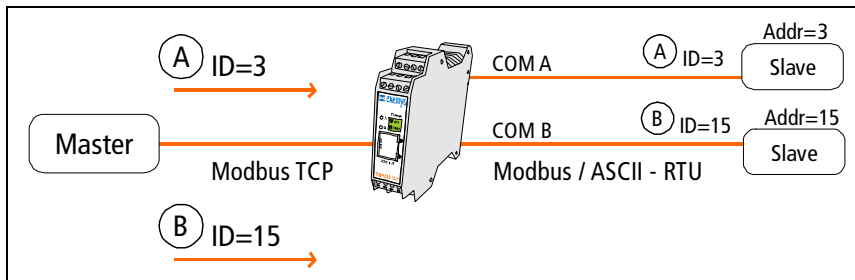 A ID=3
Master
Modbus TCP
B ID=15
COM A
A ID=3
Addr=3
Slave
COM B
B ID=15
Addr=15
Slave
Modbus / ASCII - RTU